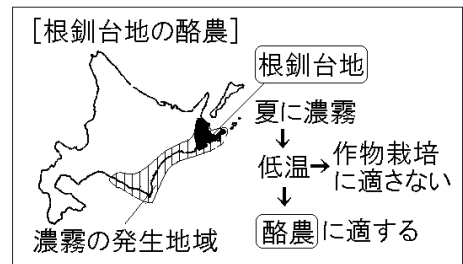 [根釧台地の酪農]
根釧台地
夏に濃霧
↓
低温→作物栽培
に適さない
↓
酪農に適する
濃霧の発生地域